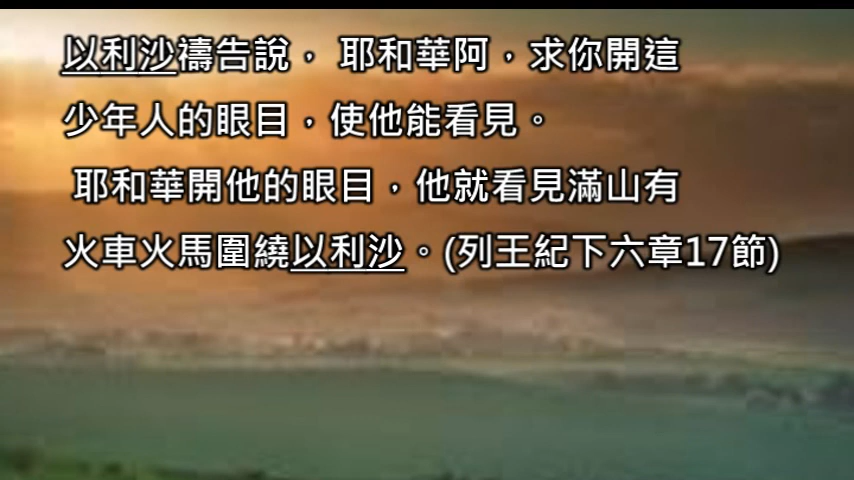 以利沙禱告說， 耶和華阿，求你開這
少年人的眼目，使他能看見。
耶和華開他的眼目，他就看見滿山有
火車火馬圍繞以利沙。(列王紀下六章17節)